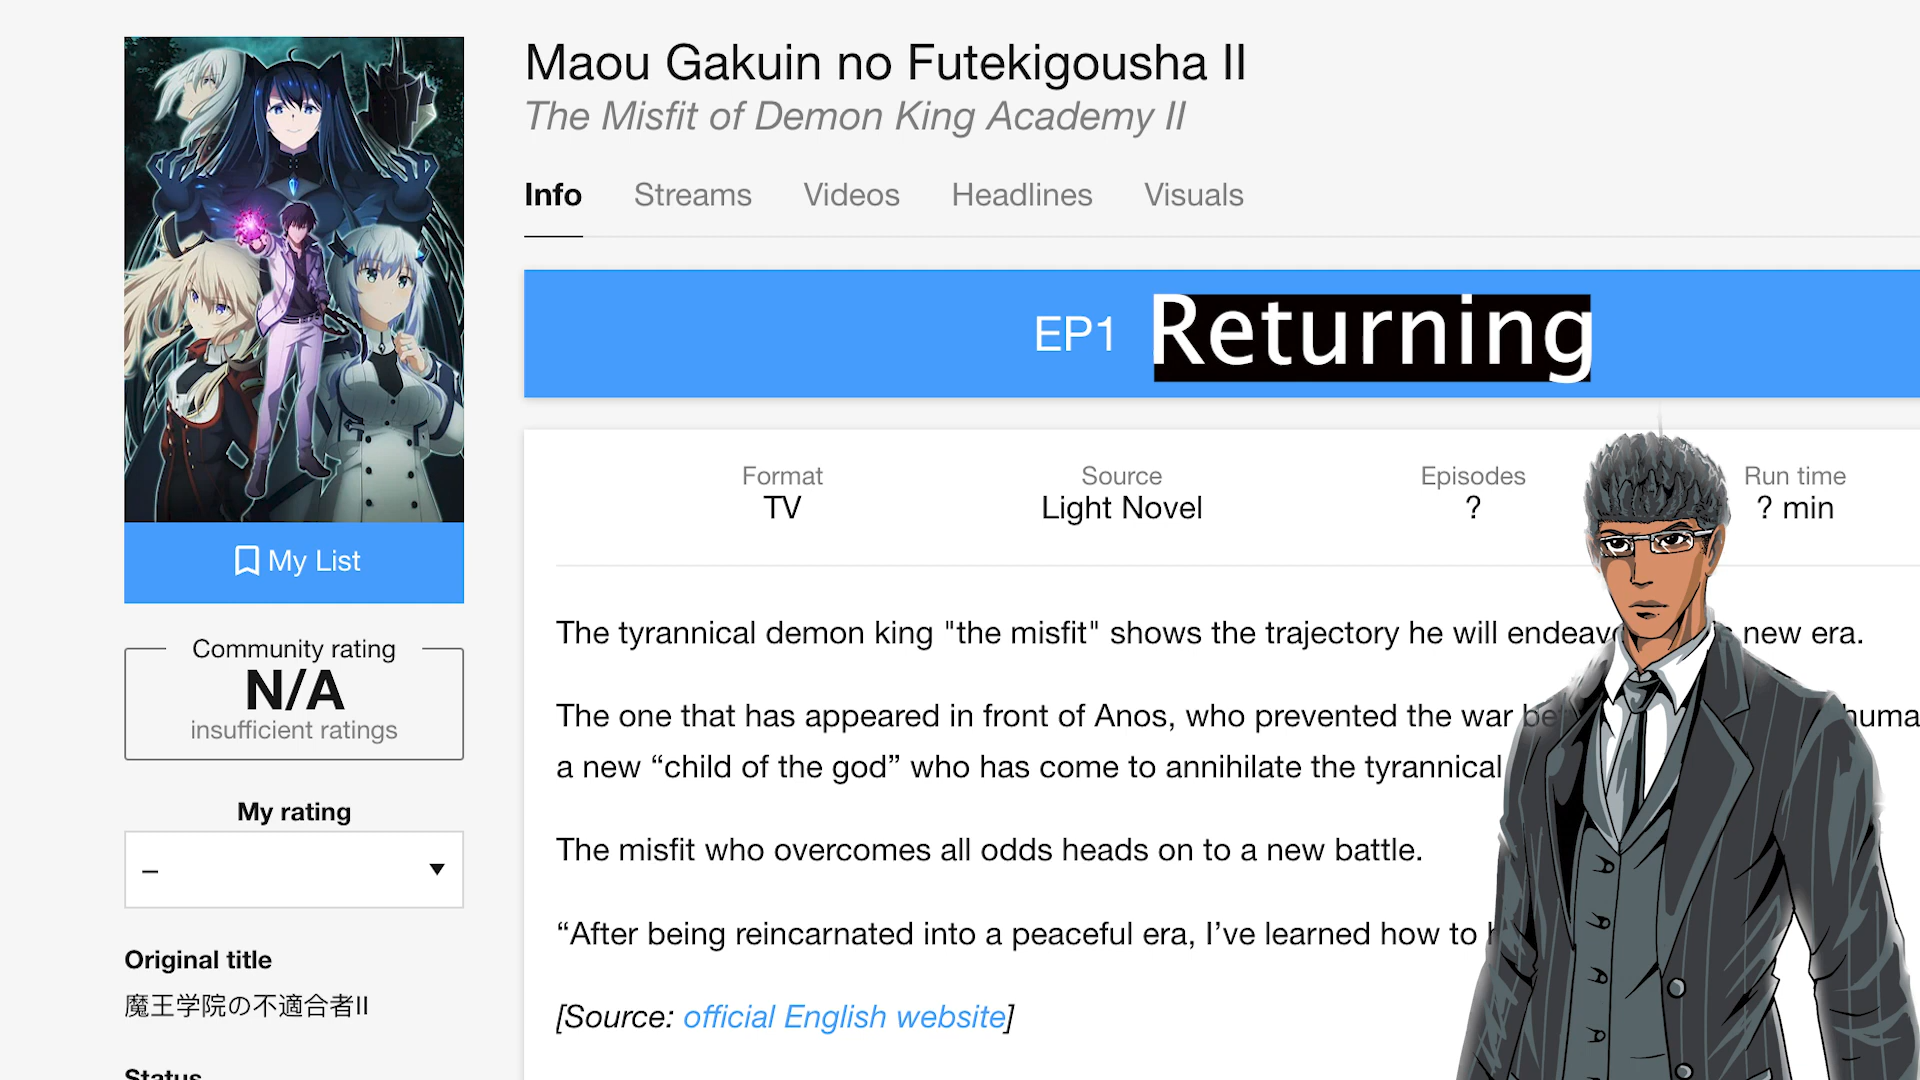 Maou Gakuin no Futekigousha II
The Misfit of Demon King Academy II
Info Streams Videos Headlines Visuals
EP1 Returning
Format
TV
Source
Light Novel
Episodes
?
Run time
? min
My List
Community rating
N/A
insufficient ratings
My rating
–
Original title
魔王学院の不適合者II
Status
The tyrannical demon king "the misfit" shows the trajectory he will new era.
The one that has appeared in front of Anos, who prevented the war
a new “child of the god” who has come to annihilate the tyrannical
The misfit who overcomes all odds heads on to a new battle.
“After being reincarnated into a peaceful era, I’ve learned how to
[Source: official English website]